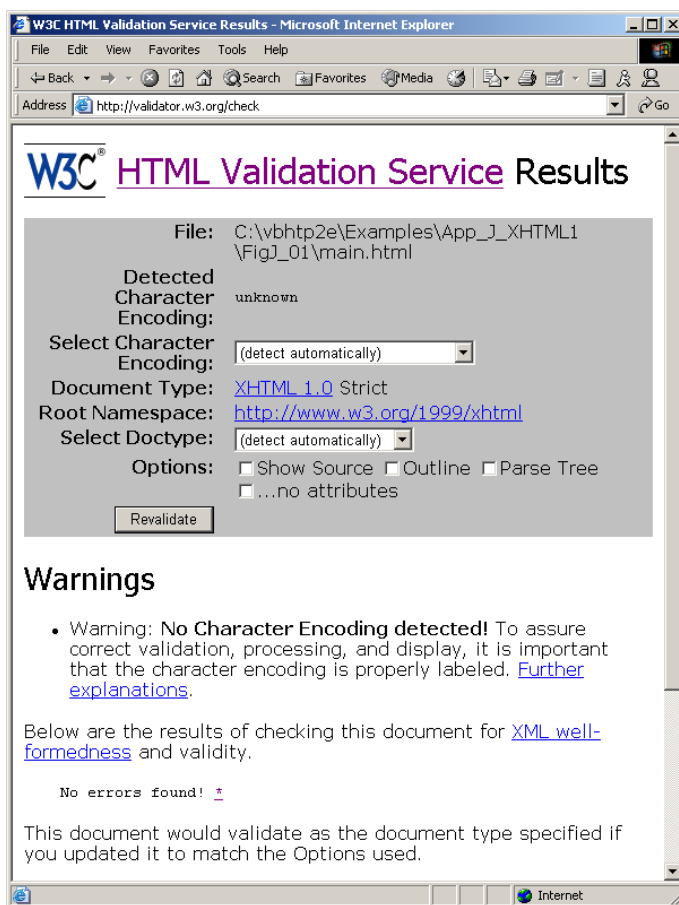 W3C HTML Validation Service Results - Microsoft Internet Explorer
File Edit View Favorites Tools Help
Back Search Favorites Media
Address http://validator.w3.org/check Go
W3C® HTML Validation Service Results
File: C:\vbhtp2e\Examples\App_J_XHTML1
\FigJ_01\main.html
Detected
Character
Encoding: unknown
Select Character
Encoding: (detect automatically)
Document Type: XHTML 1.0 Strict
Root Namespace: http://www.w3.org/1999/xhtml
Select Doctype: (detect automatically)
Options: Show Source Outline Parse Tree
...no attributes
Revalidate
Warnings
• Warning: No Character Encoding detected! To assure
correct validation, processing, and display, it is important
that the character encoding is properly labeled. Further
explanations.
Below are the results of checking this document for XML well-
formedness and validity.
No errors found! *
This document would validate as the document type specified if
you updated it to match the Options used.
Internet